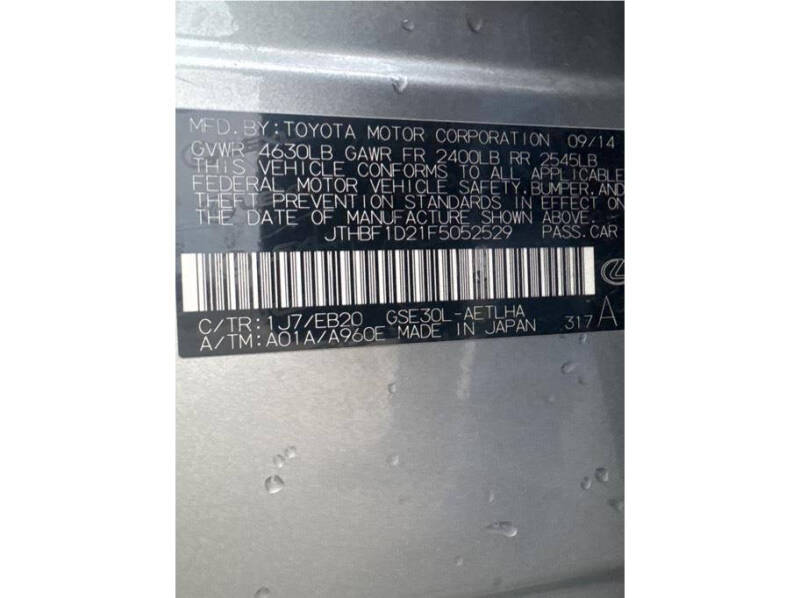 MFD. BY: TOYOTA MOTOR CORPORATION 09/14
GVWR 4630LB GAWR FR 2400LB RR 2545LB
THIS VEHICLE CONFORMS TO ALL APPLICABLE
FEDERAL MOTOR VEHICLE SAFETY, BUMPER, AND
THEFT PREVENTION STANDARDS IN EFFECT ON
THE DATE OF MANUFACTURE SHOWN ABOVE.
JTHBF1D21F5052529 PASS. CAR
C/TR: 1J7/EB20 GSE30L-AETLHA
A/TM: A01A/A960E MADE IN JAPAN 317 A